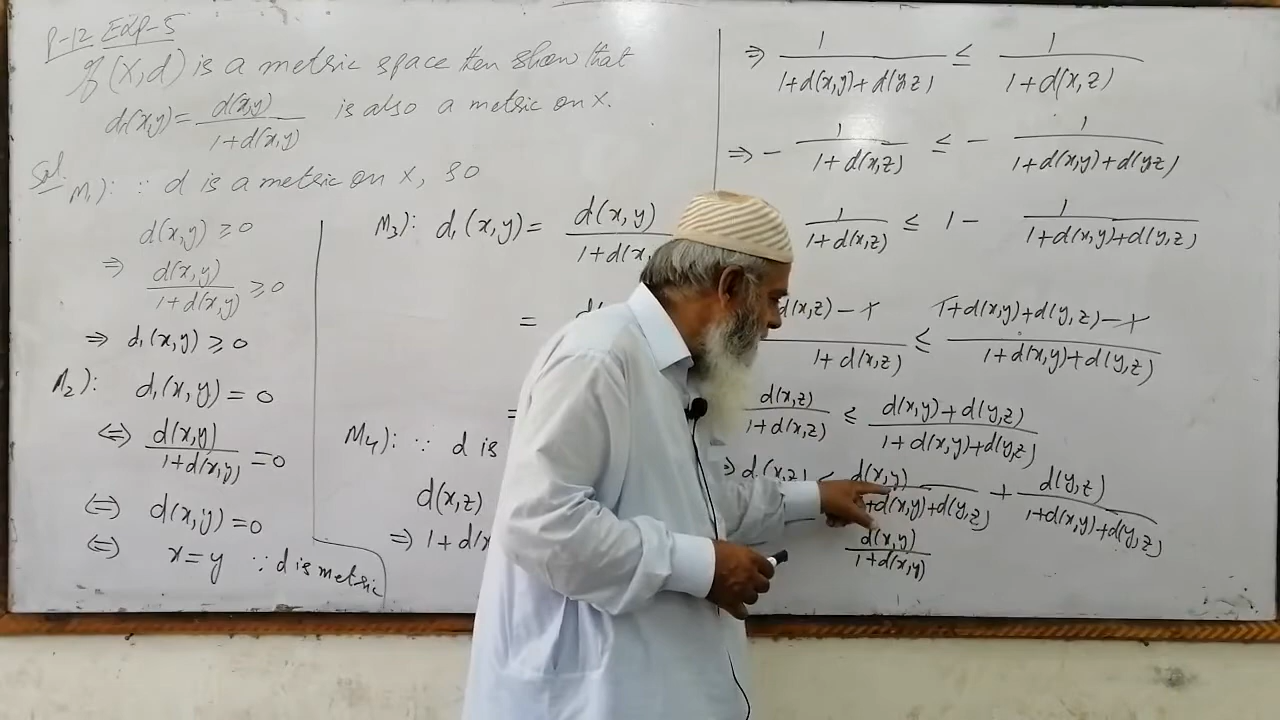 P-12 Exp-5
If (X,d) is a metric space then show that
d₁(x,y) = d(x,y) / 1+d(x,y) is also a metric on X.
Sol. M₁): ∵ d is a metric on X, so
d(x,y) ≥ 0
⇒ d(x,y) / 1+d(x,y) ≥ 0
⇒ d₁(x,y) ≥ 0
M₂): d₁(x,y) = 0
⇔ d(x,y) / 1+d(x,y) = 0
⇔ d(x,y) = 0
⇔ x = y ∵ d is metric
M₃): d₁(x,y) = d(x,y) / 1+d(x,
=
=
M₄): ∵ d is
d(x,z)
⇒ 1+d(x
⇒ 1 / 1+d(x,y)+d(y,z) ≤ 1 / 1+d(x,z)
⇒ - 1 / 1+d(x,z) ≤ - 1 / 1+d(x,y)+d(y,z)
1 / 1+d(x,z) ≤ 1 - 1 / 1+d(x,y)+d(y,z)
d(x,z) - 1 / 1+d(x,z) ≤ 1+d(x,y)+d(y,z) - 1 / 1+d(x,y)+d(y,z)
d(x,z) / 1+d(x,z) ≤ d(x,y)+d(y,z) / 1+d(x,y)+d(y,z)
⇒ d₁(x,z) ≤ d(x,y) / +d(x,y)+d(y,z) + d(y,z) / 1+d(x,y)+d(y,z)
d(x,y) / 1+d(x,y)